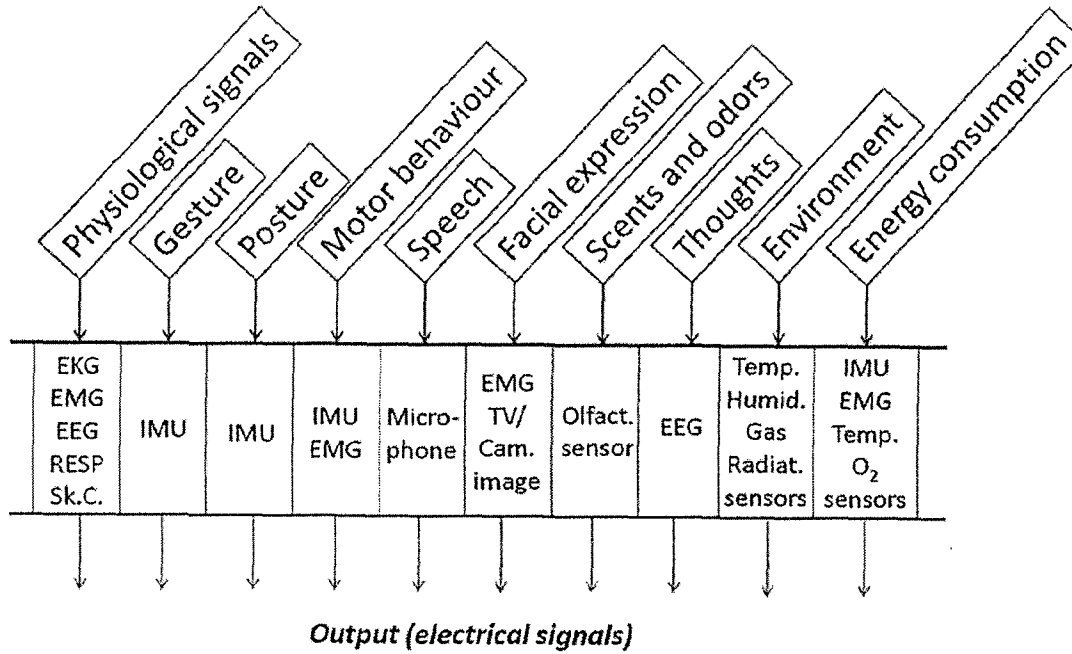 Physiological signals
Gesture
Posture
Motor behaviour
Speech
Facial expression
Scents and odors
Thoughts
Environment
Energy consumption
EKG
EMG
EEG
RESP
Sk.C.
IMU
IMU
IMU
EMG
Micro-
phone
EMG
TV/
Cam.
image
Olfact.
sensor
EEG
Temp.
Humid.
Gas
Radiat.
sensors
IMU
EMG
Temp.
O₂
sensors
Output (electrical signals)